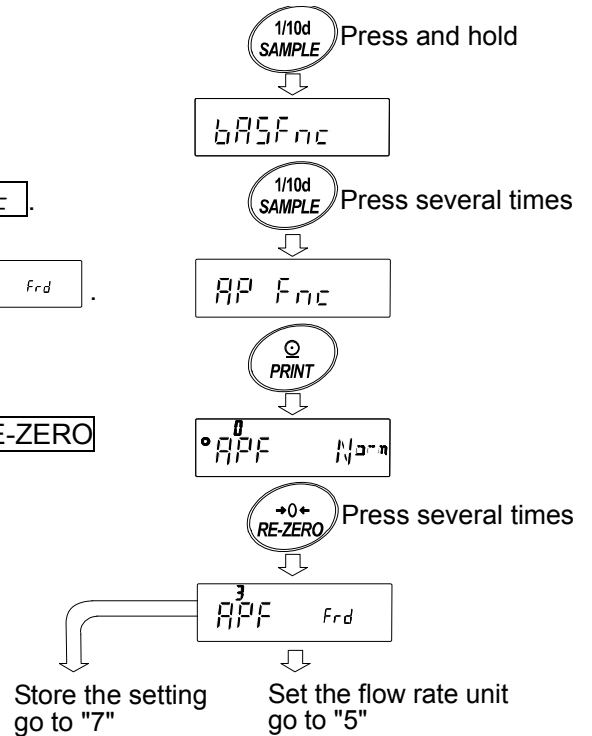 1/10d
SAMPLE
Press and hold
bASFnc
1/10d
SAMPLE
Press several times
.
AP Fnc
Frd .
PRINT
E-ZERO
0
APF Norm
→0←
RE-ZERO
Press several times
3
APF Frd
Store the setting
go to "7"
Set the flow rate unit
go to "5"